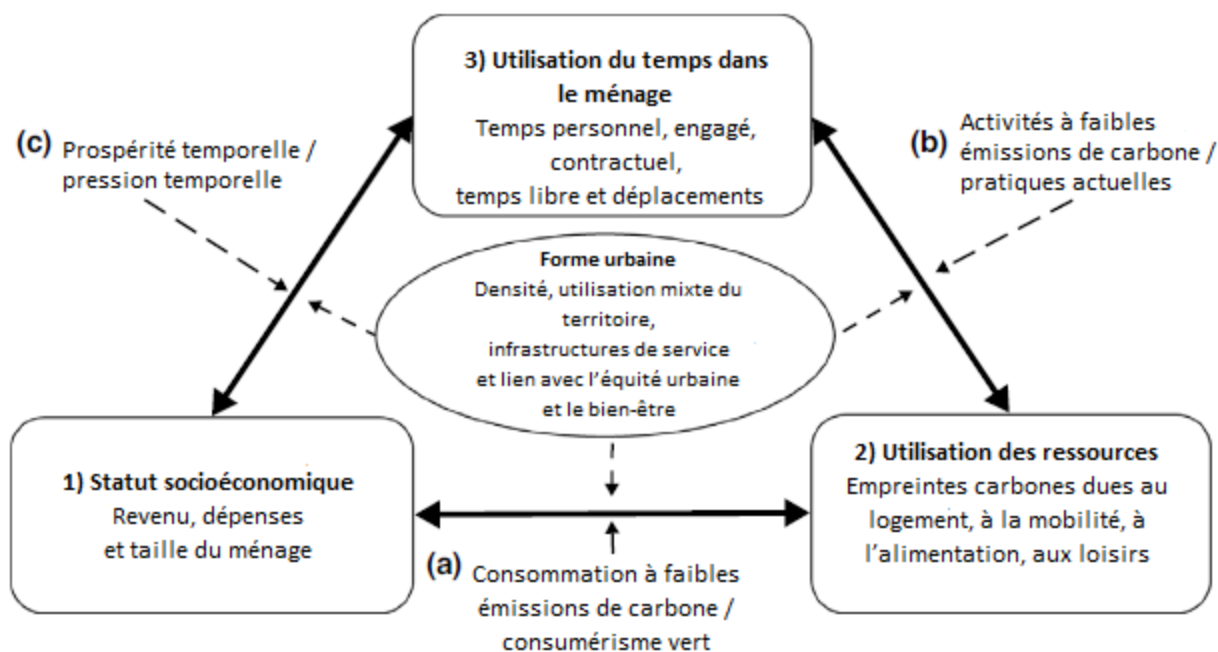 3) Utilisation du temps dans
le ménage
Temps personnel, engagé,
contractuel,
temps libre et déplacements
(c) Prospérité temporelle /
pression temporelle
(b) Activités à faibles
émissions de carbone /
pratiques actuelles
Forme urbaine
Densité, utilisation mixte du
territoire,
infrastructures de service
et lien avec l'équité urbaine
et le bien-être
1) Statut socioéconomique
Revenu, dépenses
et taille du ménage
2) Utilisation des ressources
Empreintes carbones dues au
logement, à la mobilité, à
l'alimentation, aux loisirs
(a) Consommation à faibles
émissions de carbone /
consumérisme vert